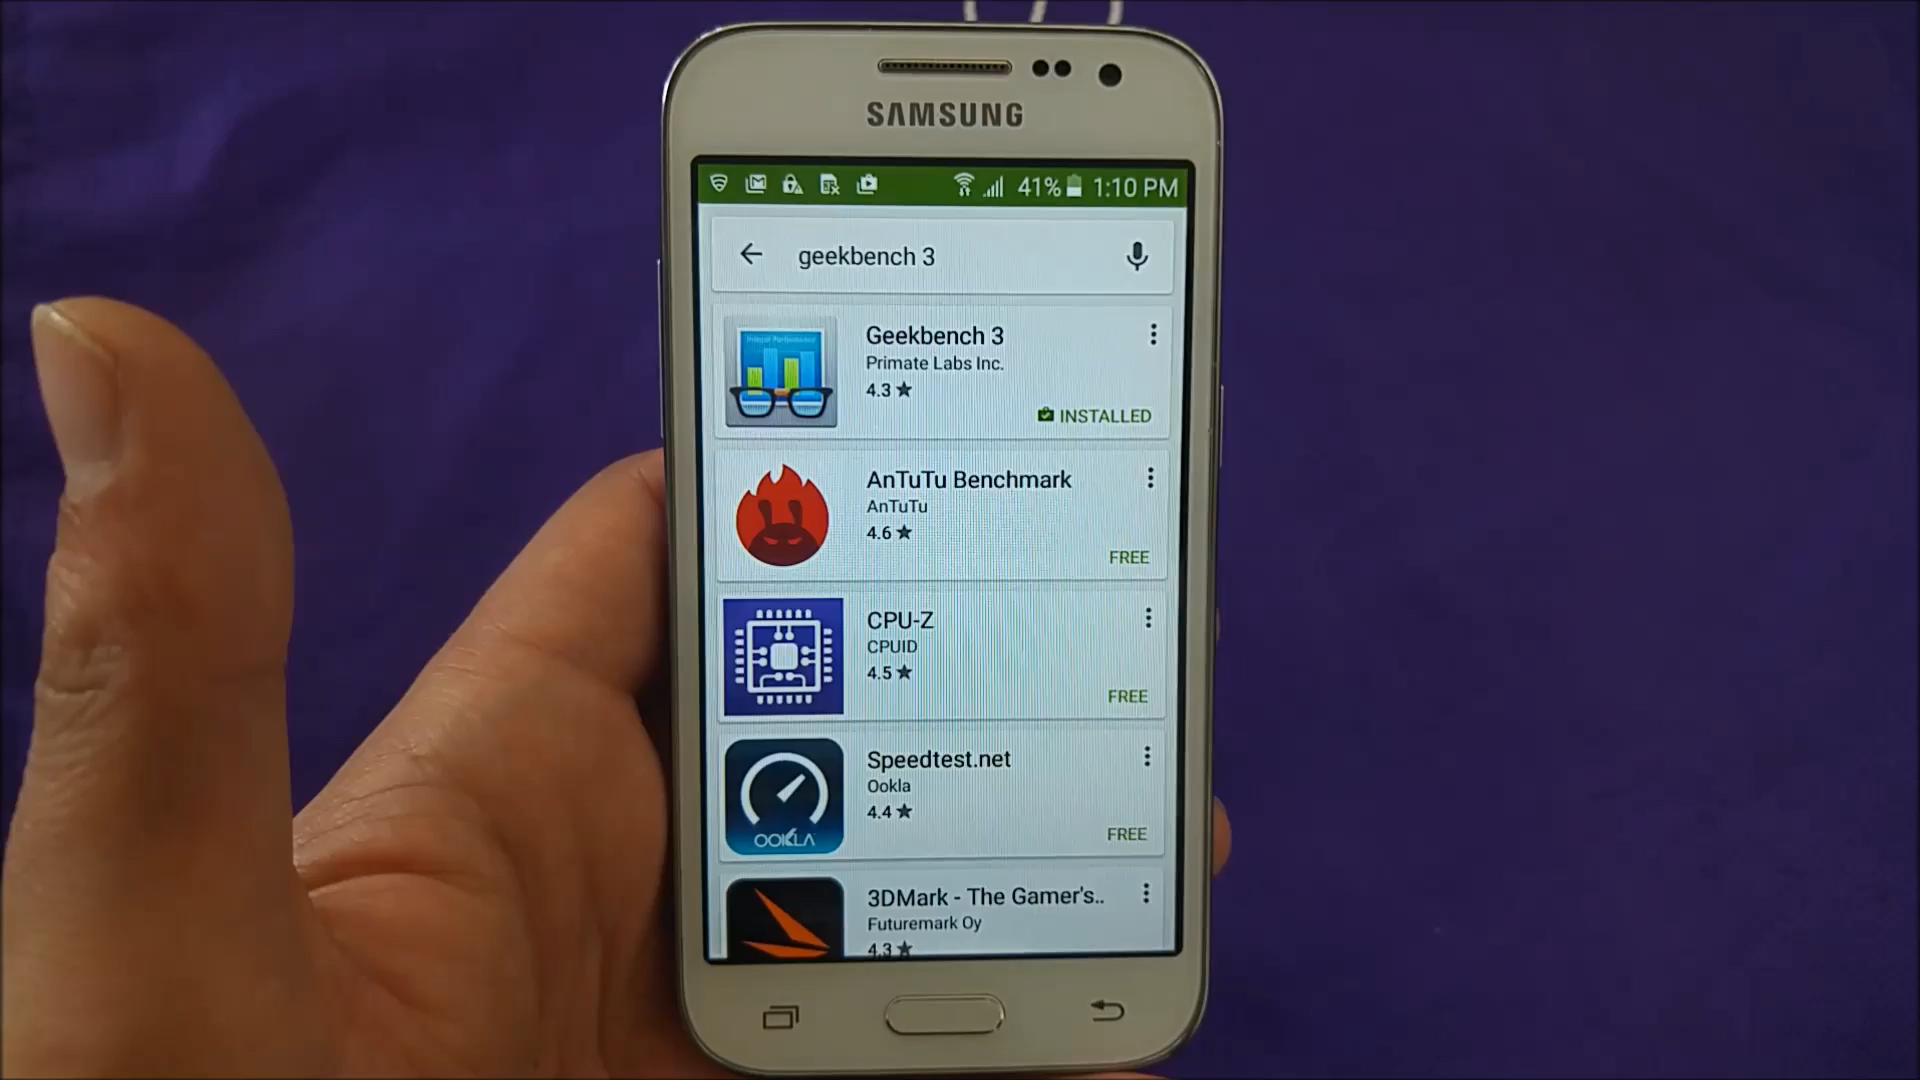 SAMSUNG
41% 1:10 PM
geekbench 3
Geekbench 3
Primate Labs Inc.
4.3
INSTALLED
AnTuTu Benchmark
AnTuTu
4.6
FREE
CPU-Z
CPUID
4.5
FREE
Speedtest.net
Ookla
4.4
FREE
OOKLA
3DMark - The Gamer's..
Futuremark Oy
4.3